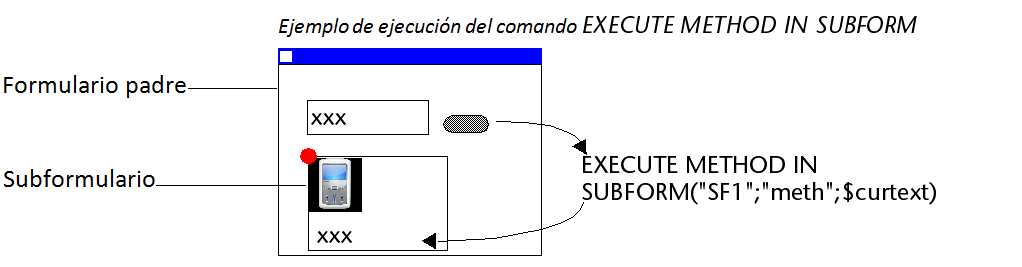 Ejemplo de ejecución del comando EXECUTE METHOD IN SUBFORM
Formulario padre
xxx
EXECUTE METHOD IN
SUBFORM("SF1";"meth";$curtext)
Subformulario
xxx